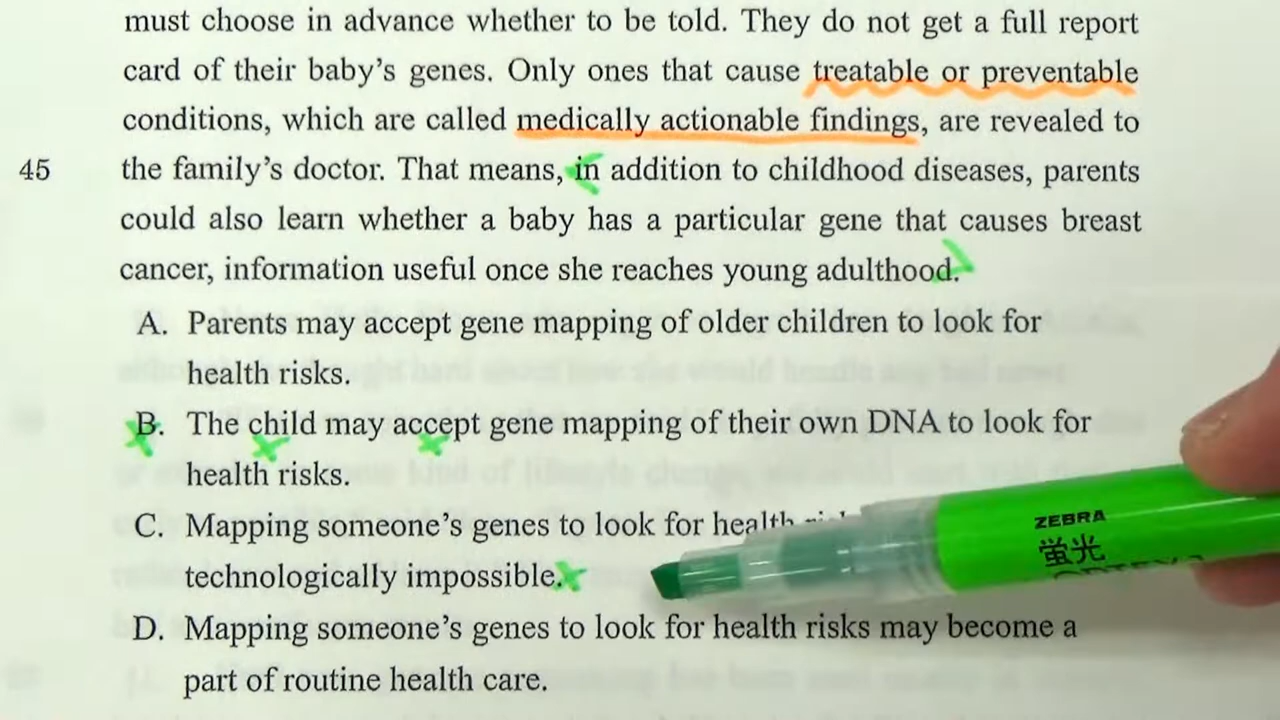 must choose in advance whether to be told. They do not get a full report
card of their baby's genes. Only ones that cause treatable or preventable
conditions, which are called medically actionable findings, are revealed to
45 the family's doctor. That means, in addition to childhood diseases, parents
could also learn whether a baby has a particular gene that causes breast
cancer, information useful once she reaches young adulthood.
A. Parents may accept gene mapping of older children to look for
health risks.
B. The child may accept gene mapping of their own DNA to look for
health risks.
C. Mapping someone's genes to look for health
technologically impossible.
D. Mapping someone's genes to look for health risks may become a
part of routine health care.
ZEBRA
蛍光